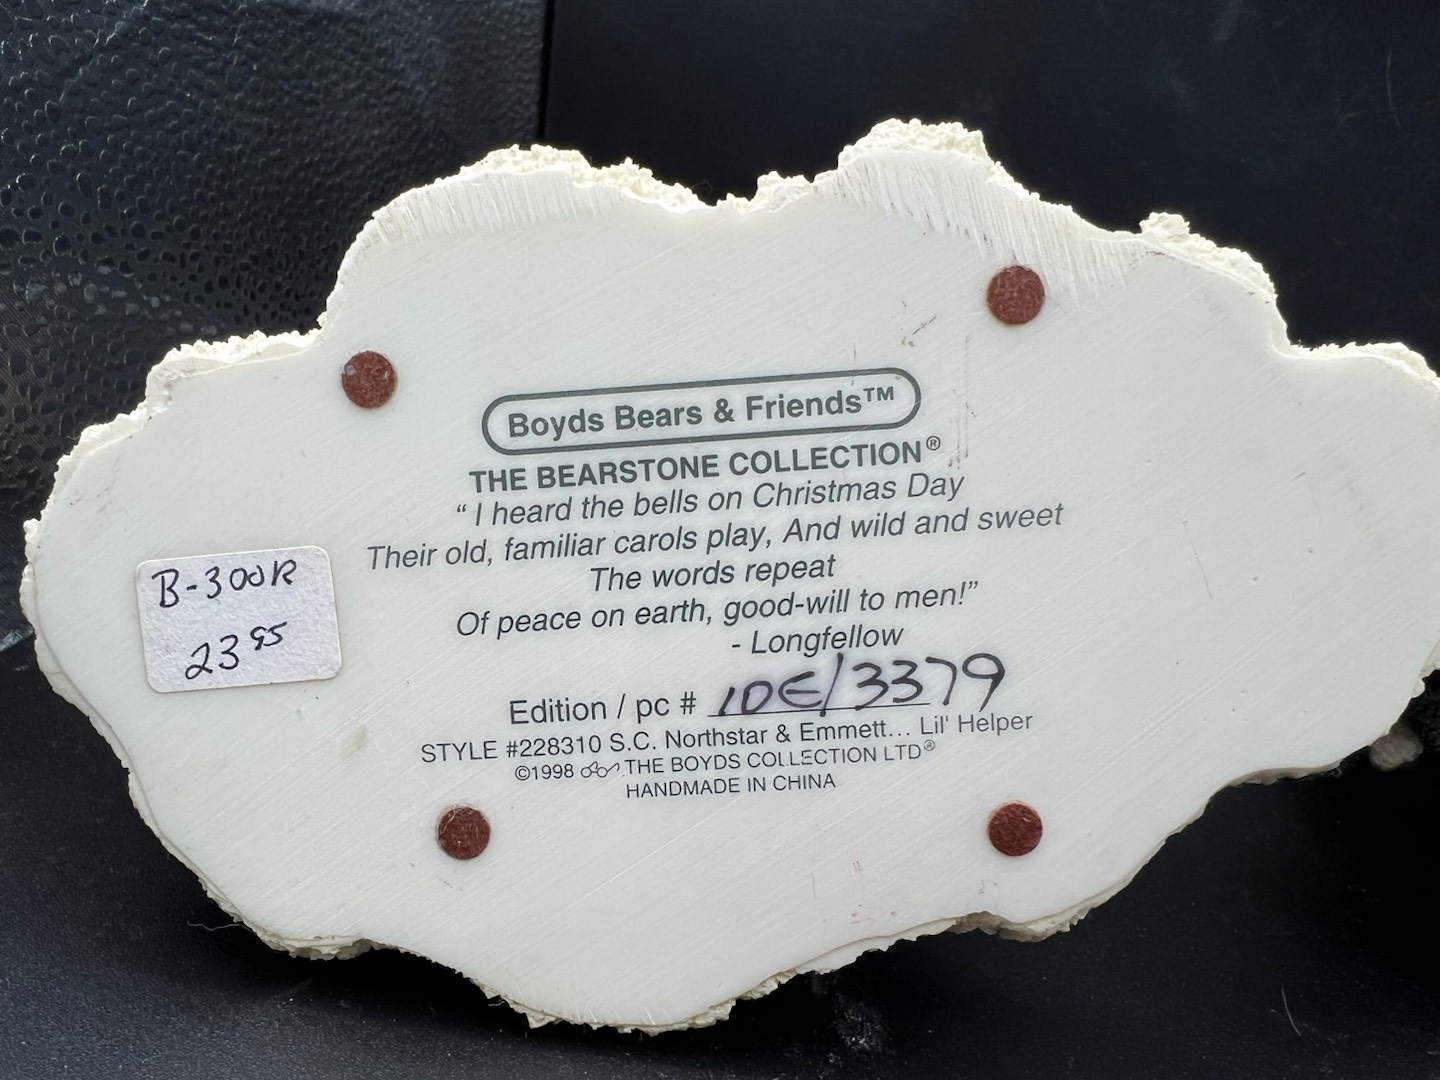 Boyds Bears & Friends™
THE BEARSTONE COLLECTION®
“I heard the bells on Christmas Day
Their old, familiar carols play, And wild and sweet
The words repeat
Of peace on earth, good-will to men!”
- Longfellow
Edition / pc # 1DE/3379
STYLE #228310 S.C. Northstar & Emmett... Lil' Helper
©1998 THE BOYDS COLLECTION LTD®
HANDMADE IN CHINA
B-300R
23 95